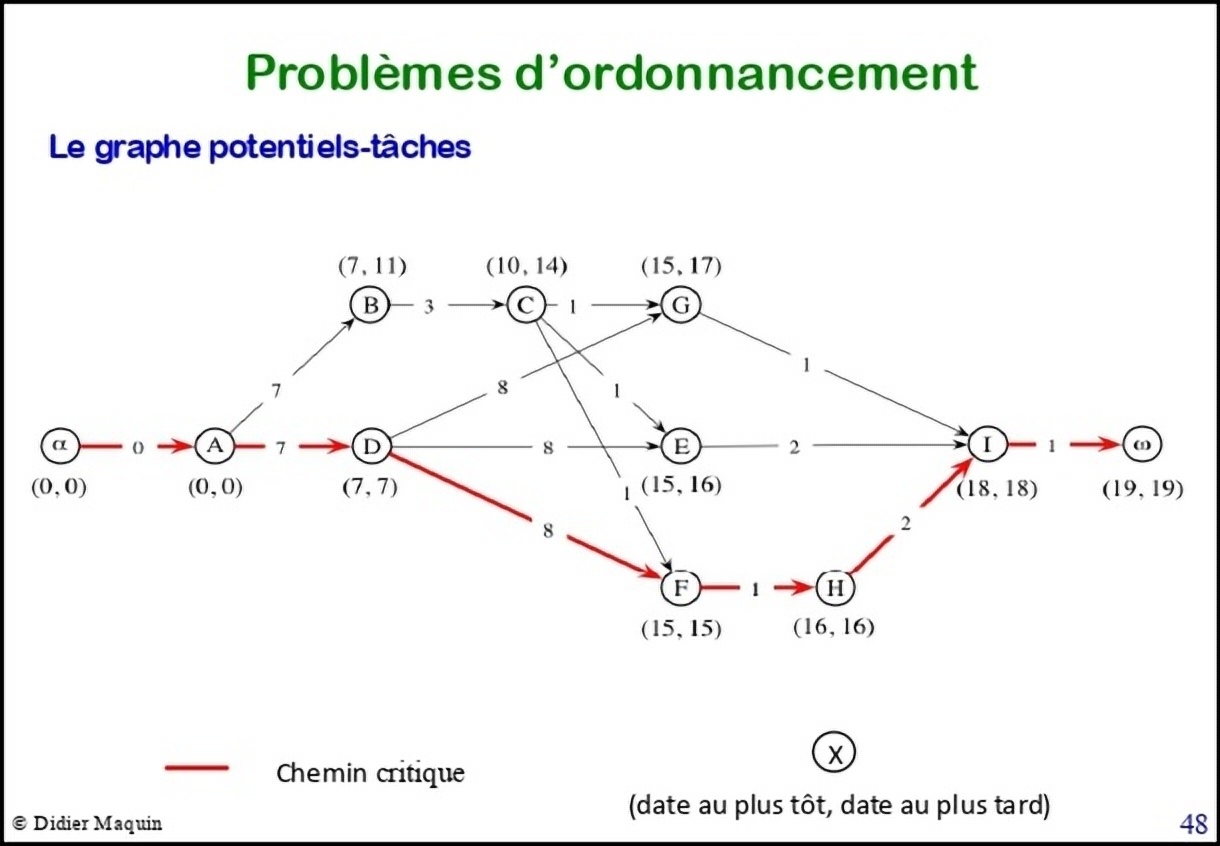 Problèmes d’ordonnancement
Le graphe potentiels-tâches
(7, 11) (10, 14) (15, 17)
B 3 C 1 G
7 8 1 1
α 0 A 7 D 8 E 2 I 1 ω
(0, 0) (0, 0) (7, 7) 1 (15, 16) (18, 18) (19, 19)
8 2
F 1 H
(15, 15) (16, 16)
X
Chemin critique
(date au plus tôt, date au plus tard)
© Didier Maquin
48